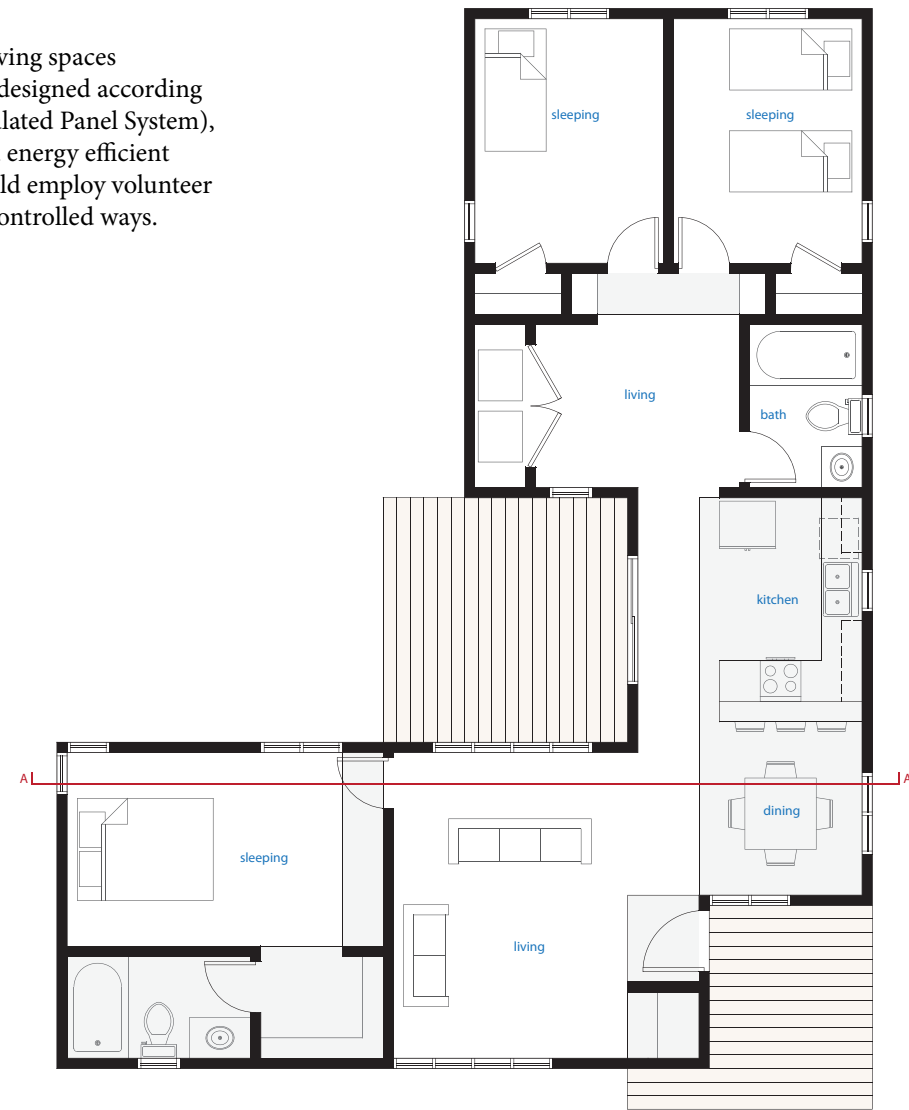 ving spaces
designed according
lated Panel System),
energy efficient
ld employ volunteer
ontrolled ways.
sleeping
sleeping
living
bath
kitchen
A
A
dining
sleeping
living